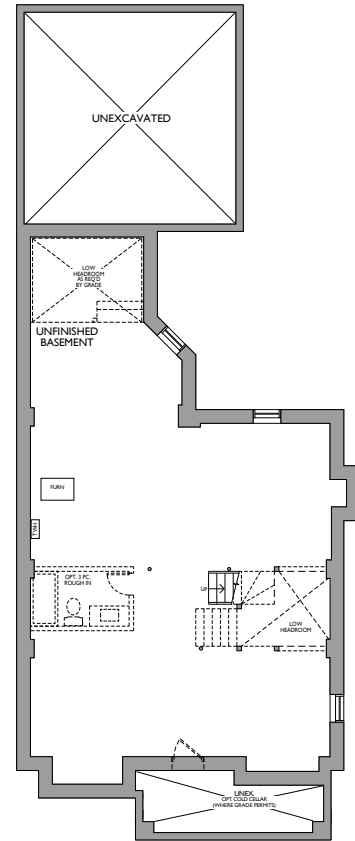 UNEXCAVATED
LOW
HEADROOM
AS REQ'D
BY GRADE
UNFINISHED
BASEMENT
FURN
TWH
OPT. 3 PC.
ROUGH IN
UP
LOW
HEADROOM
UNEX.
OPT. COLD CELLAR
(WHERE GRADE PERMITS)